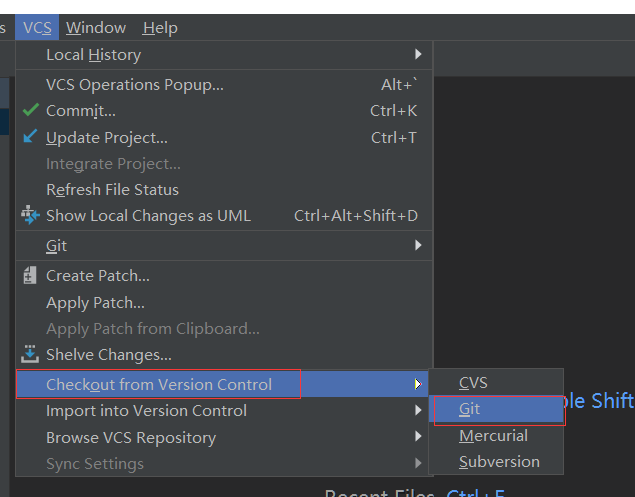 s VCS Window Help
Local History
VCS Operations Popup... Alt+`
Commit... Ctrl+K
Update Project... Ctrl+T
Integrate Project...
Refresh File Status
Show Local Changes as UML Ctrl+Alt+Shift+D
Git
Create Patch...
Apply Patch...
Apply Patch from Clipboard...
Shelve Changes...
Checkout from Version Control
Import into Version Control
Browse VCS Repository
Sync Settings
CVS
Git
Mercurial
Subversion
ble Shift
Recent Files Ctrl+E